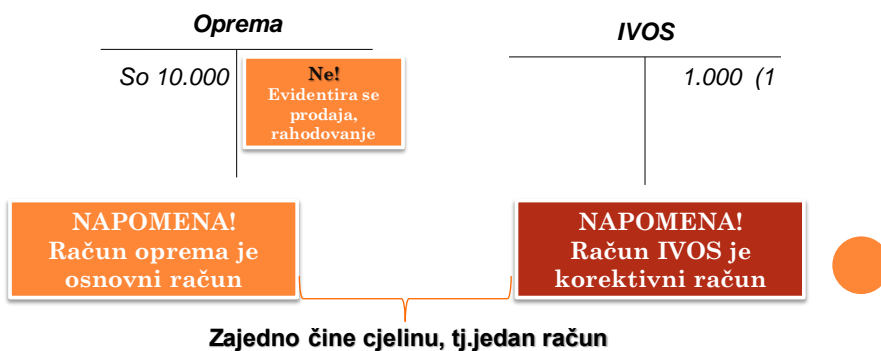 Oprema
IVOS
So 10.000
Ne!
Evidentira se
prodaja,
rahodovanje
1.000 (1
NAPOMENA!
Račun oprema je
osnovni račun
NAPOMENA!
Račun IVOS je
korektivni račun
Zajedno čine cjelinu, tj.jedan račun